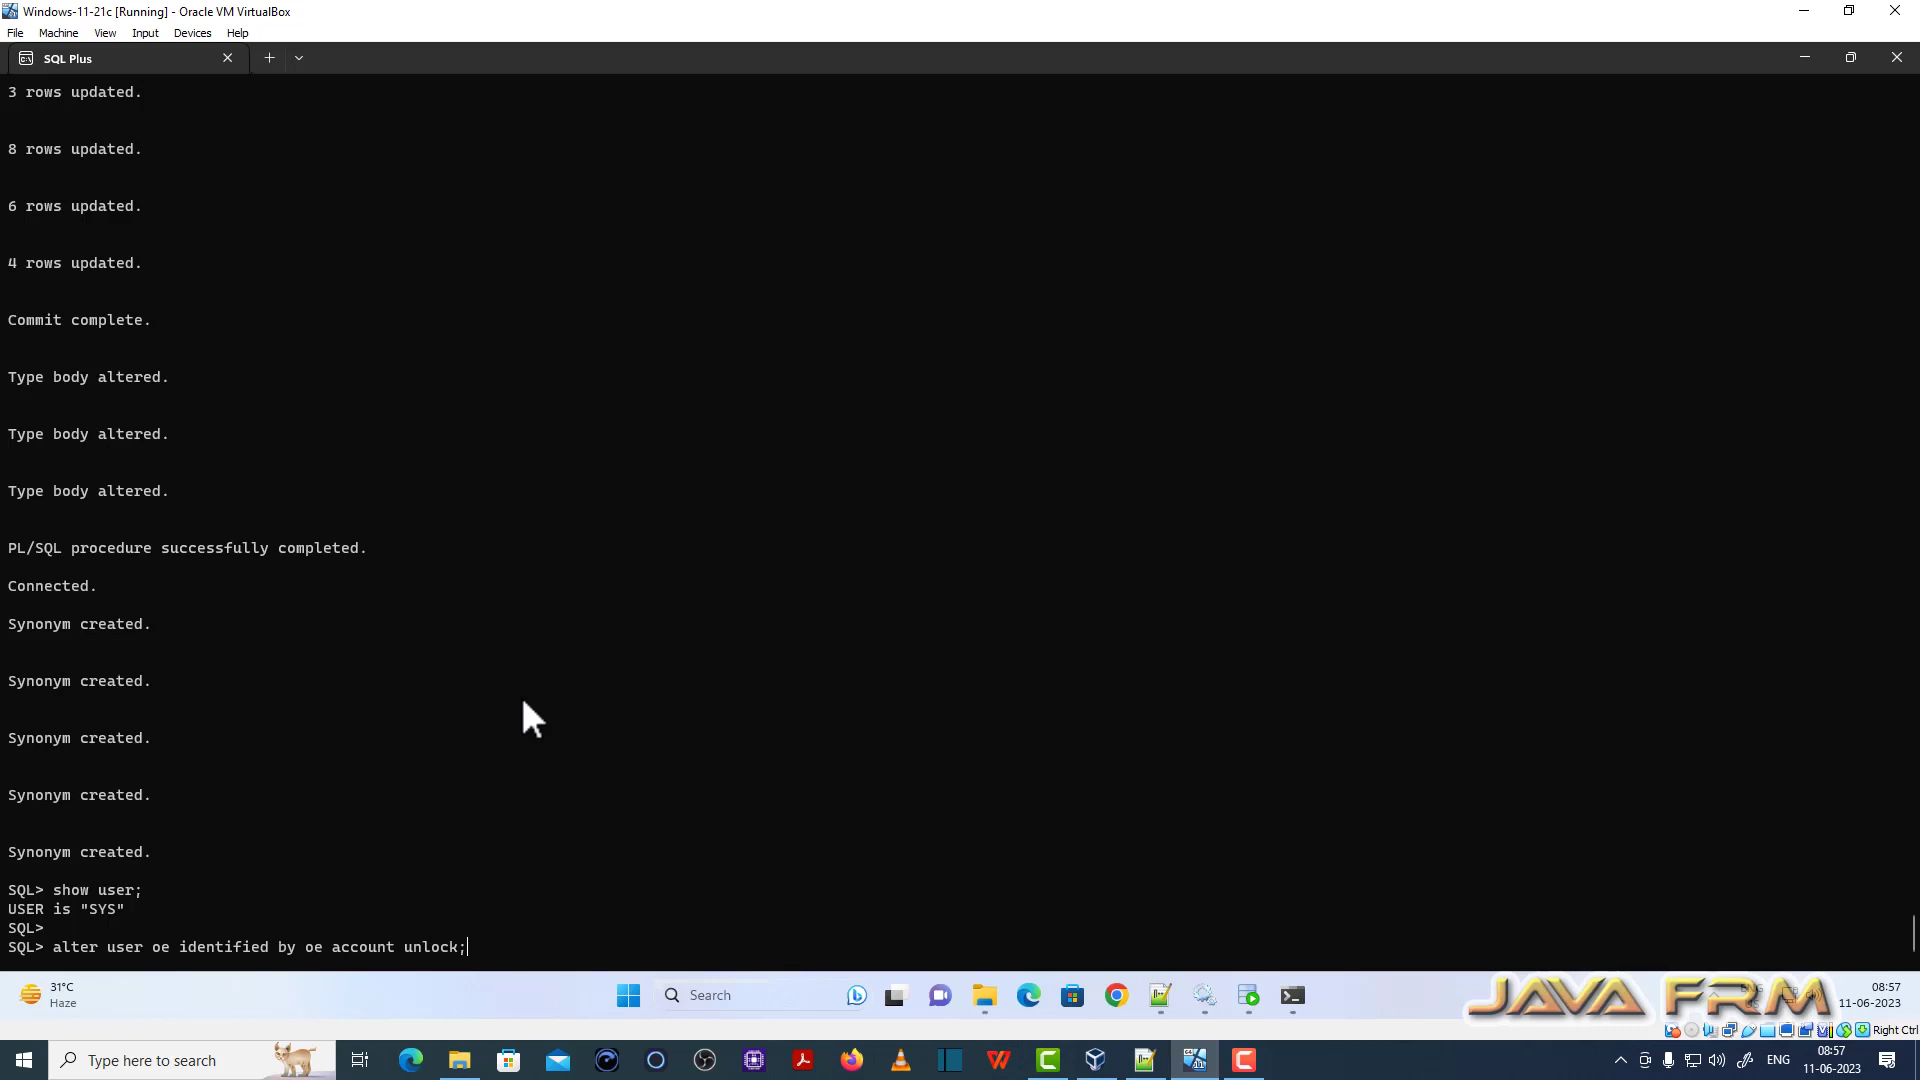 Windows-11-21c [Running] - Oracle VM VirtualBox
File Machine View Input Devices Help
SQL Plus
3 rows updated.
8 rows updated.
6 rows updated.
4 rows updated.
Commit complete.
Type body altered.
Type body altered.
Type body altered.
PL/SQL procedure successfully completed.
Connected.
Synonym created.
Synonym created.
Synonym created.
Synonym created.
Synonym created.
SQL> show user;
USER is "SYS"
SQL>
SQL> alter user oe identified by oe account unlock;
31°C
Haze
Search
ENG
08:57
11-06-2023
JAVA FRM
Right Ctrl
Type here to search
ENG
08:57
11-06-2023